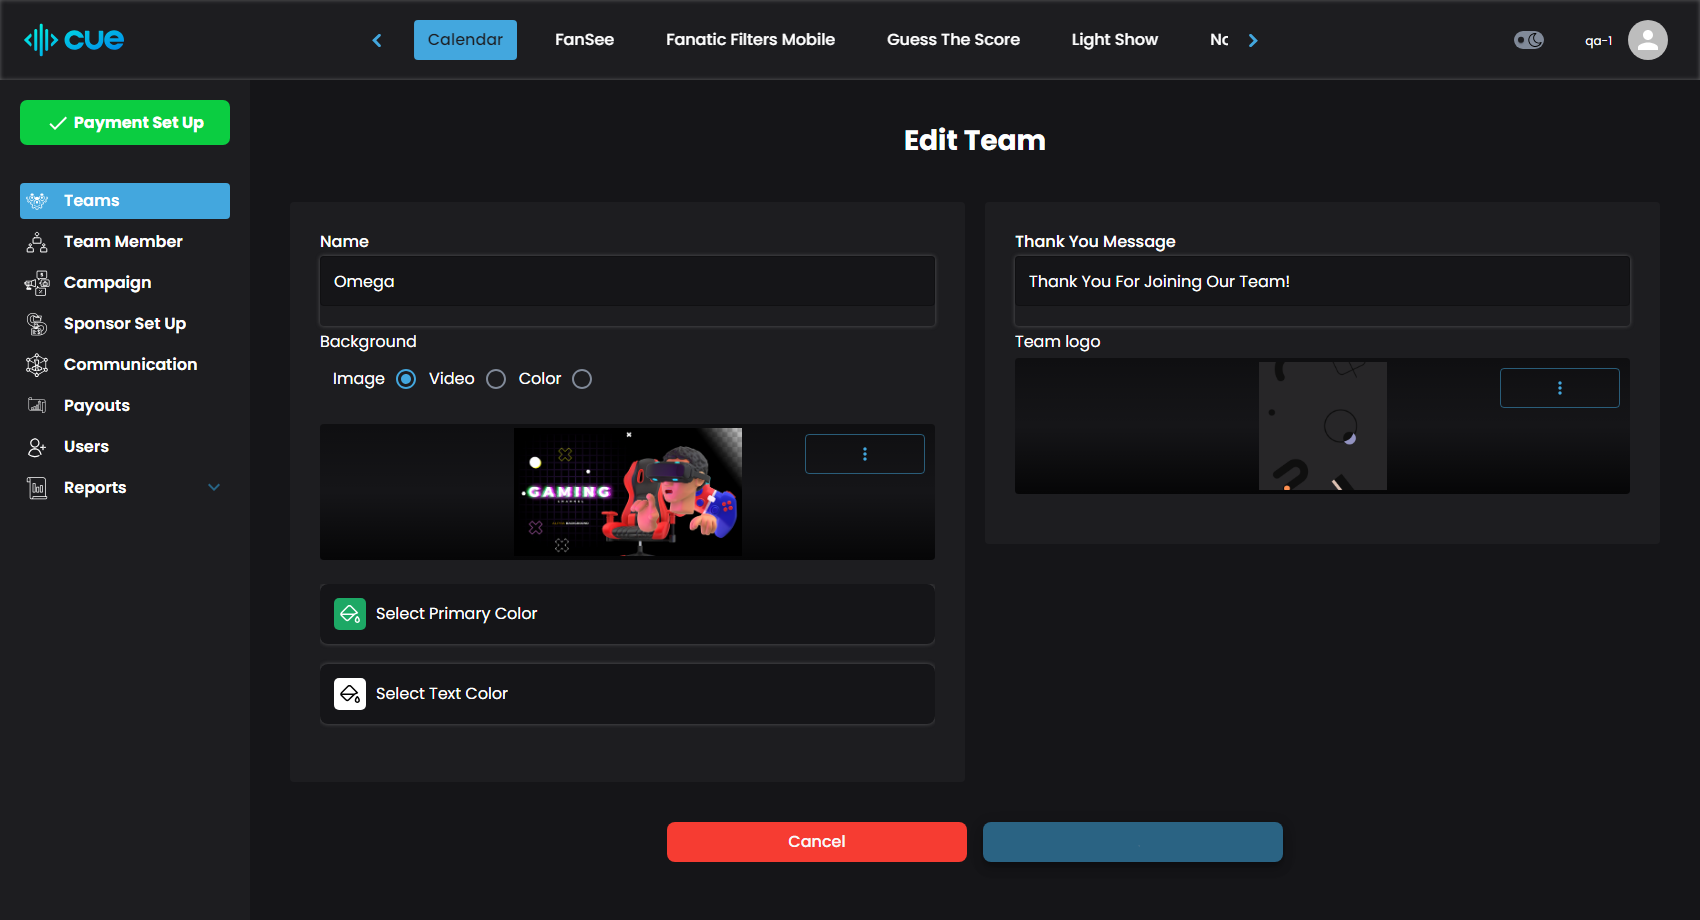 cue
Calendar
FanSee
Fanatic Filters Mobile
Guess The Score
Light Show
qa-1
Payment Set Up
Teams
Team Member
Campaign
Sponsor Set Up
Communication
Payouts
Users
Reports
Edit Team
Name
Omega
Background
Image
Video
Color
GAMING
Select Primary Color
Select Text Color
Thank You Message
Thank You For Joining Our Team!
Team logo
Cancel